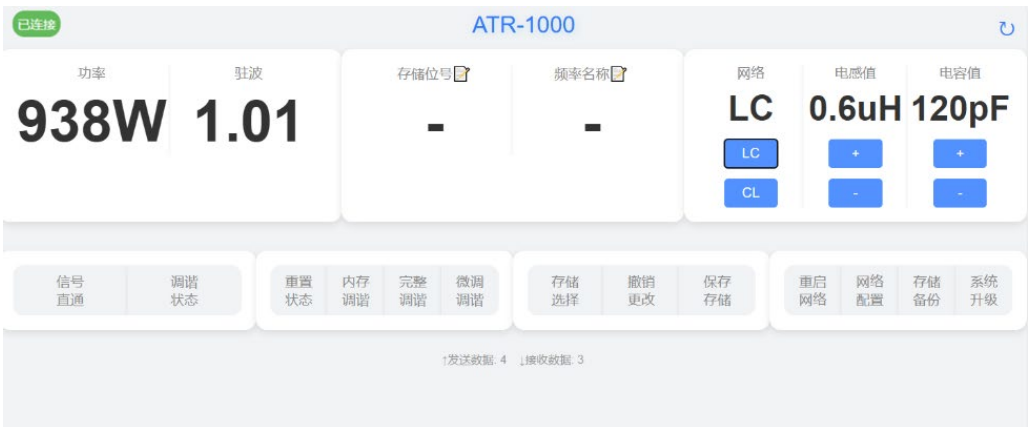 已连接
ATR-1000
功率
驻波
存储位号
频率名称
网络
电感值
电容值
938W
1.01
-
-
LC
0.6uH
120pF
LC
+
+
CL
-
-
信号
直通
调谐
状态
重置
状态
内存
调谐
完整
调谐
微调
调谐
存储
选择
撤销
更改
保存
存储
重启
网络
网络
配置
存储
备份
系统
升级
↑发送数据: 4 ↓接收数据: 3